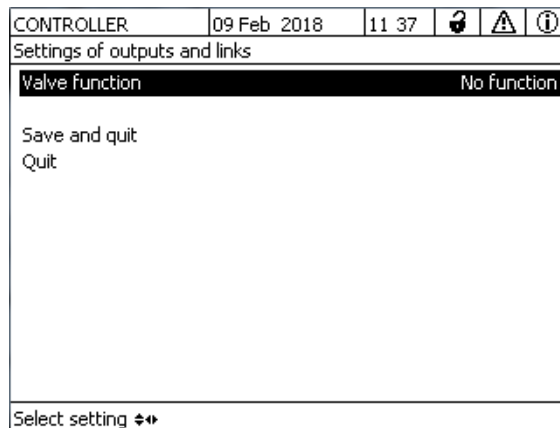 CONTROLLER 09 Feb 2018 11 37
Settings of outputs and links
Valve function No function
Save and quit
Quit
Select setting